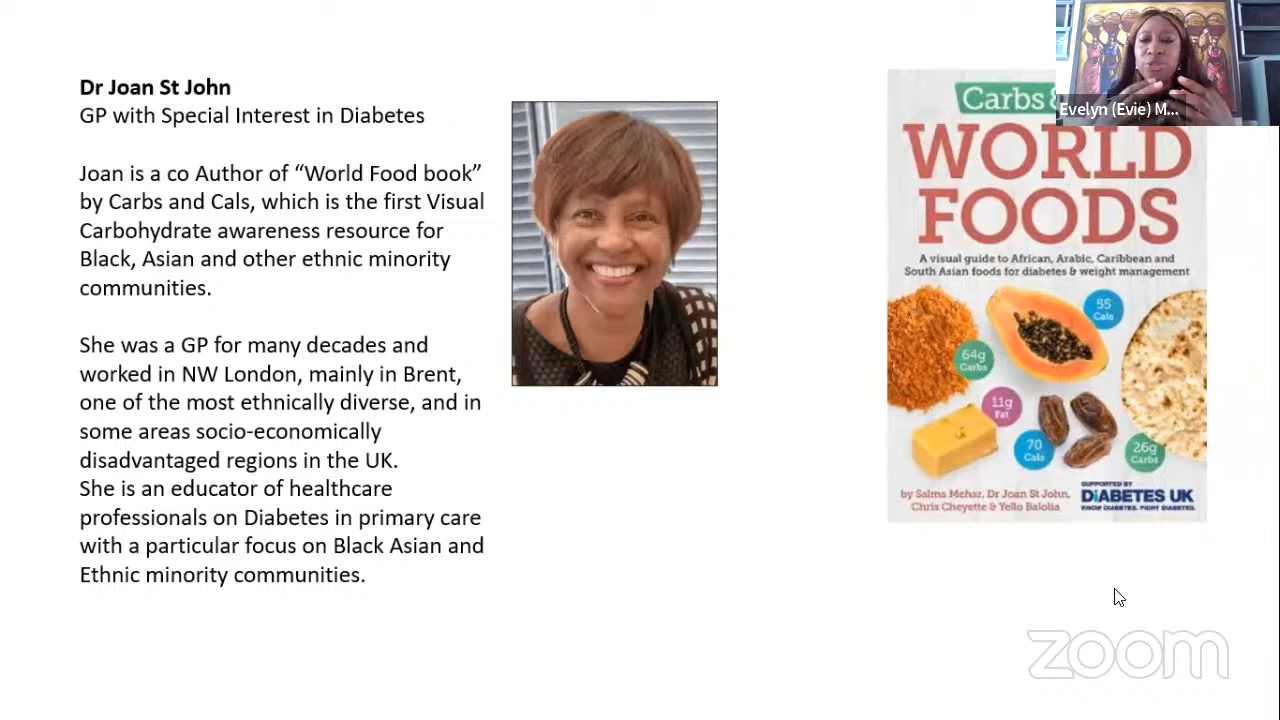 Dr Joan St John
GP with Special Interest in Diabetes
Joan is a co Author of “World Food book”
by Carbs and Cals, which is the first Visual
Carbohydrate awareness resource for
Black, Asian and other ethnic minority
communities.
She was a GP for many decades and
worked in NW London, mainly in Brent,
one of the most ethnically diverse, and in
some areas socio-economically
disadvantaged regions in the UK.
She is an educator of healthcare
professionals on Diabetes in primary care
with a particular focus on Black Asian and
Ethnic minority communities.
Carbs &
WORLD
FOODS
A visual guide to African, Arabic, Caribbean and
South Asian foods for diabetes & weight management
55
Cals
64g
Carbs
11g
Fat
70
Cals
26g
Carbs
by Salma Mehar, Dr Joan St John,
Chris Cheyette & Yello Balolia
SUPPORTED BY
DiABETES UK
KNOW DIABETES. FIGHT DIABETES.
Evelyn (Evie) M...
zoom